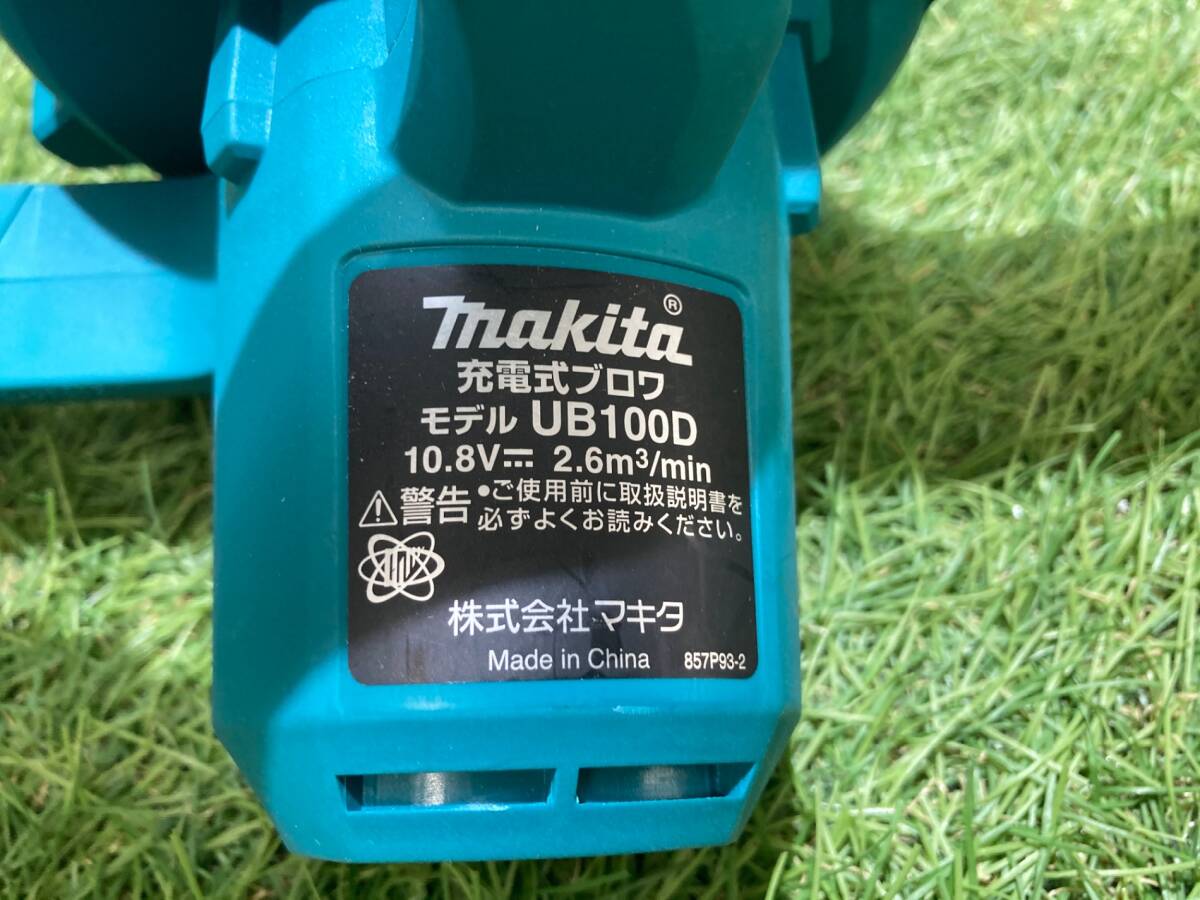 makita®
充電式ブロワ
モデル UB100D
10.8V⎓ 2.6m³/min
⚠警告 ●ご使用前に取扱説明書を
必ずよくお読みください。
株式会社マキタ
Made in China 857P93-2